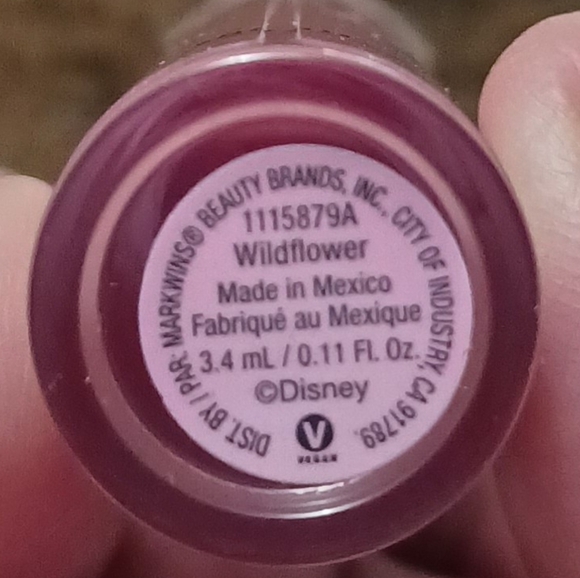 DIST. BY / PAR: MARKWINS® BEAUTY BRANDS, INC., CITY OF INDUSTRY, CA 91789.
1115879A
Wildflower
Made in Mexico
Fabriqué au Mexique
3.4 mL / 0.11 Fl. Oz.
©Disney
V
VEGAN